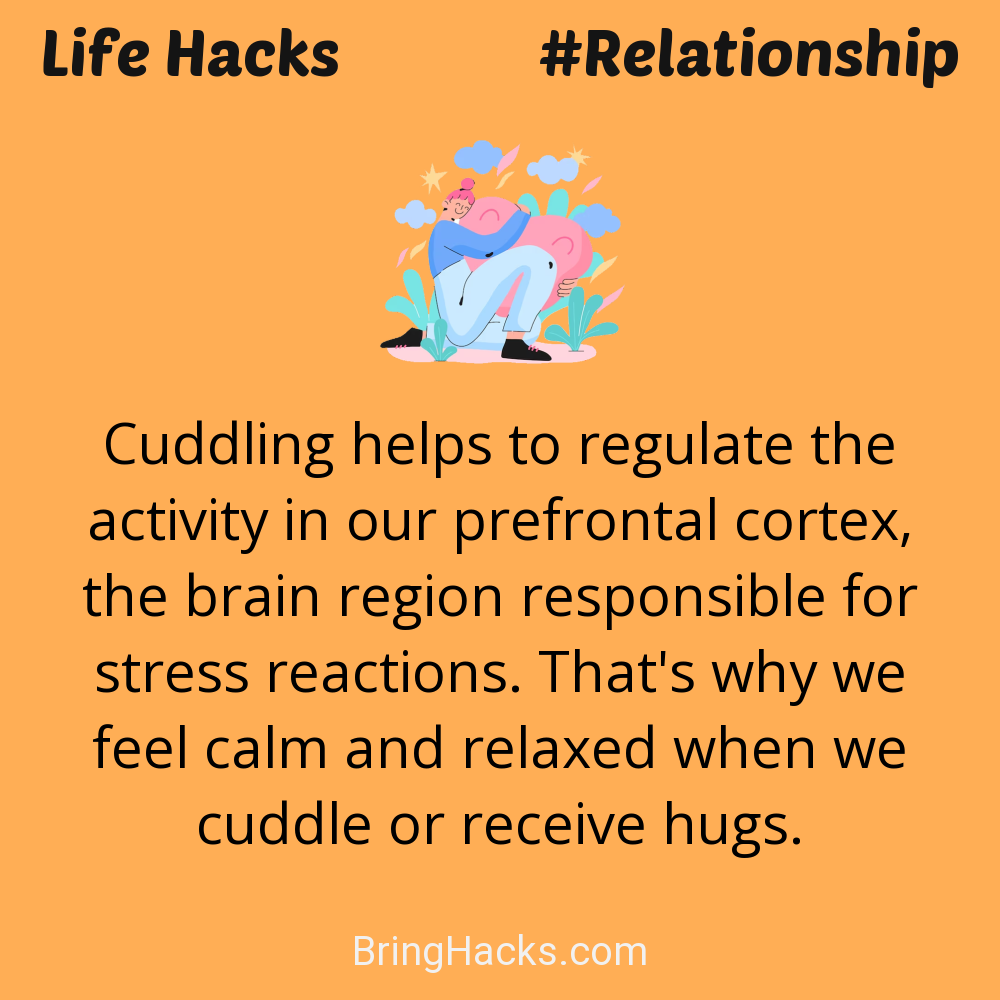 Life Hacks #Relationship
Cuddling helps to regulate the
activity in our prefrontal cortex,
the brain region responsible for
stress reactions. That's why we
feel calm and relaxed when we
cuddle or receive hugs.
BringHacks.com